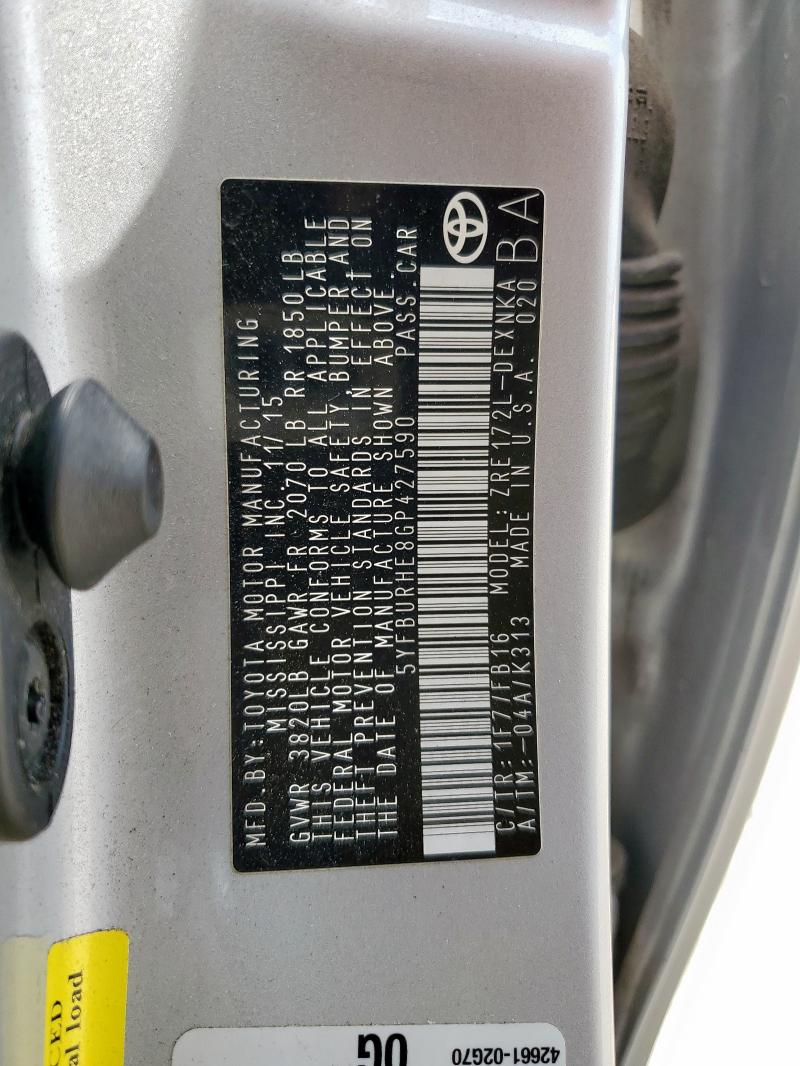 MFD.BY:TOYOTA MOTOR MANUFACTURING
MISSISSIPPI INC.11/15
GVWR 3820LB GAWR FR 2070 LB RR 1850 LB
THIS VEHICLE CONFORMS TO ALL APPLICABLE
FEDERAL MOTOR VEHICLE SAFETY, BUMPER AND
THEFT PREVENTION STANDARDS IN EFFECT ON
THE DATE OF MANUFACTURE SHOWN ABOVE.
5YFBURHE8GP427590 PASS.CAR
C/TR:1F7/FB16 MODEL:ZRE172L-DEXNKA
A/TM:-04A/K313 MADE IN U.S.A. 020
BA
CED
al load
0G
42661-02G70